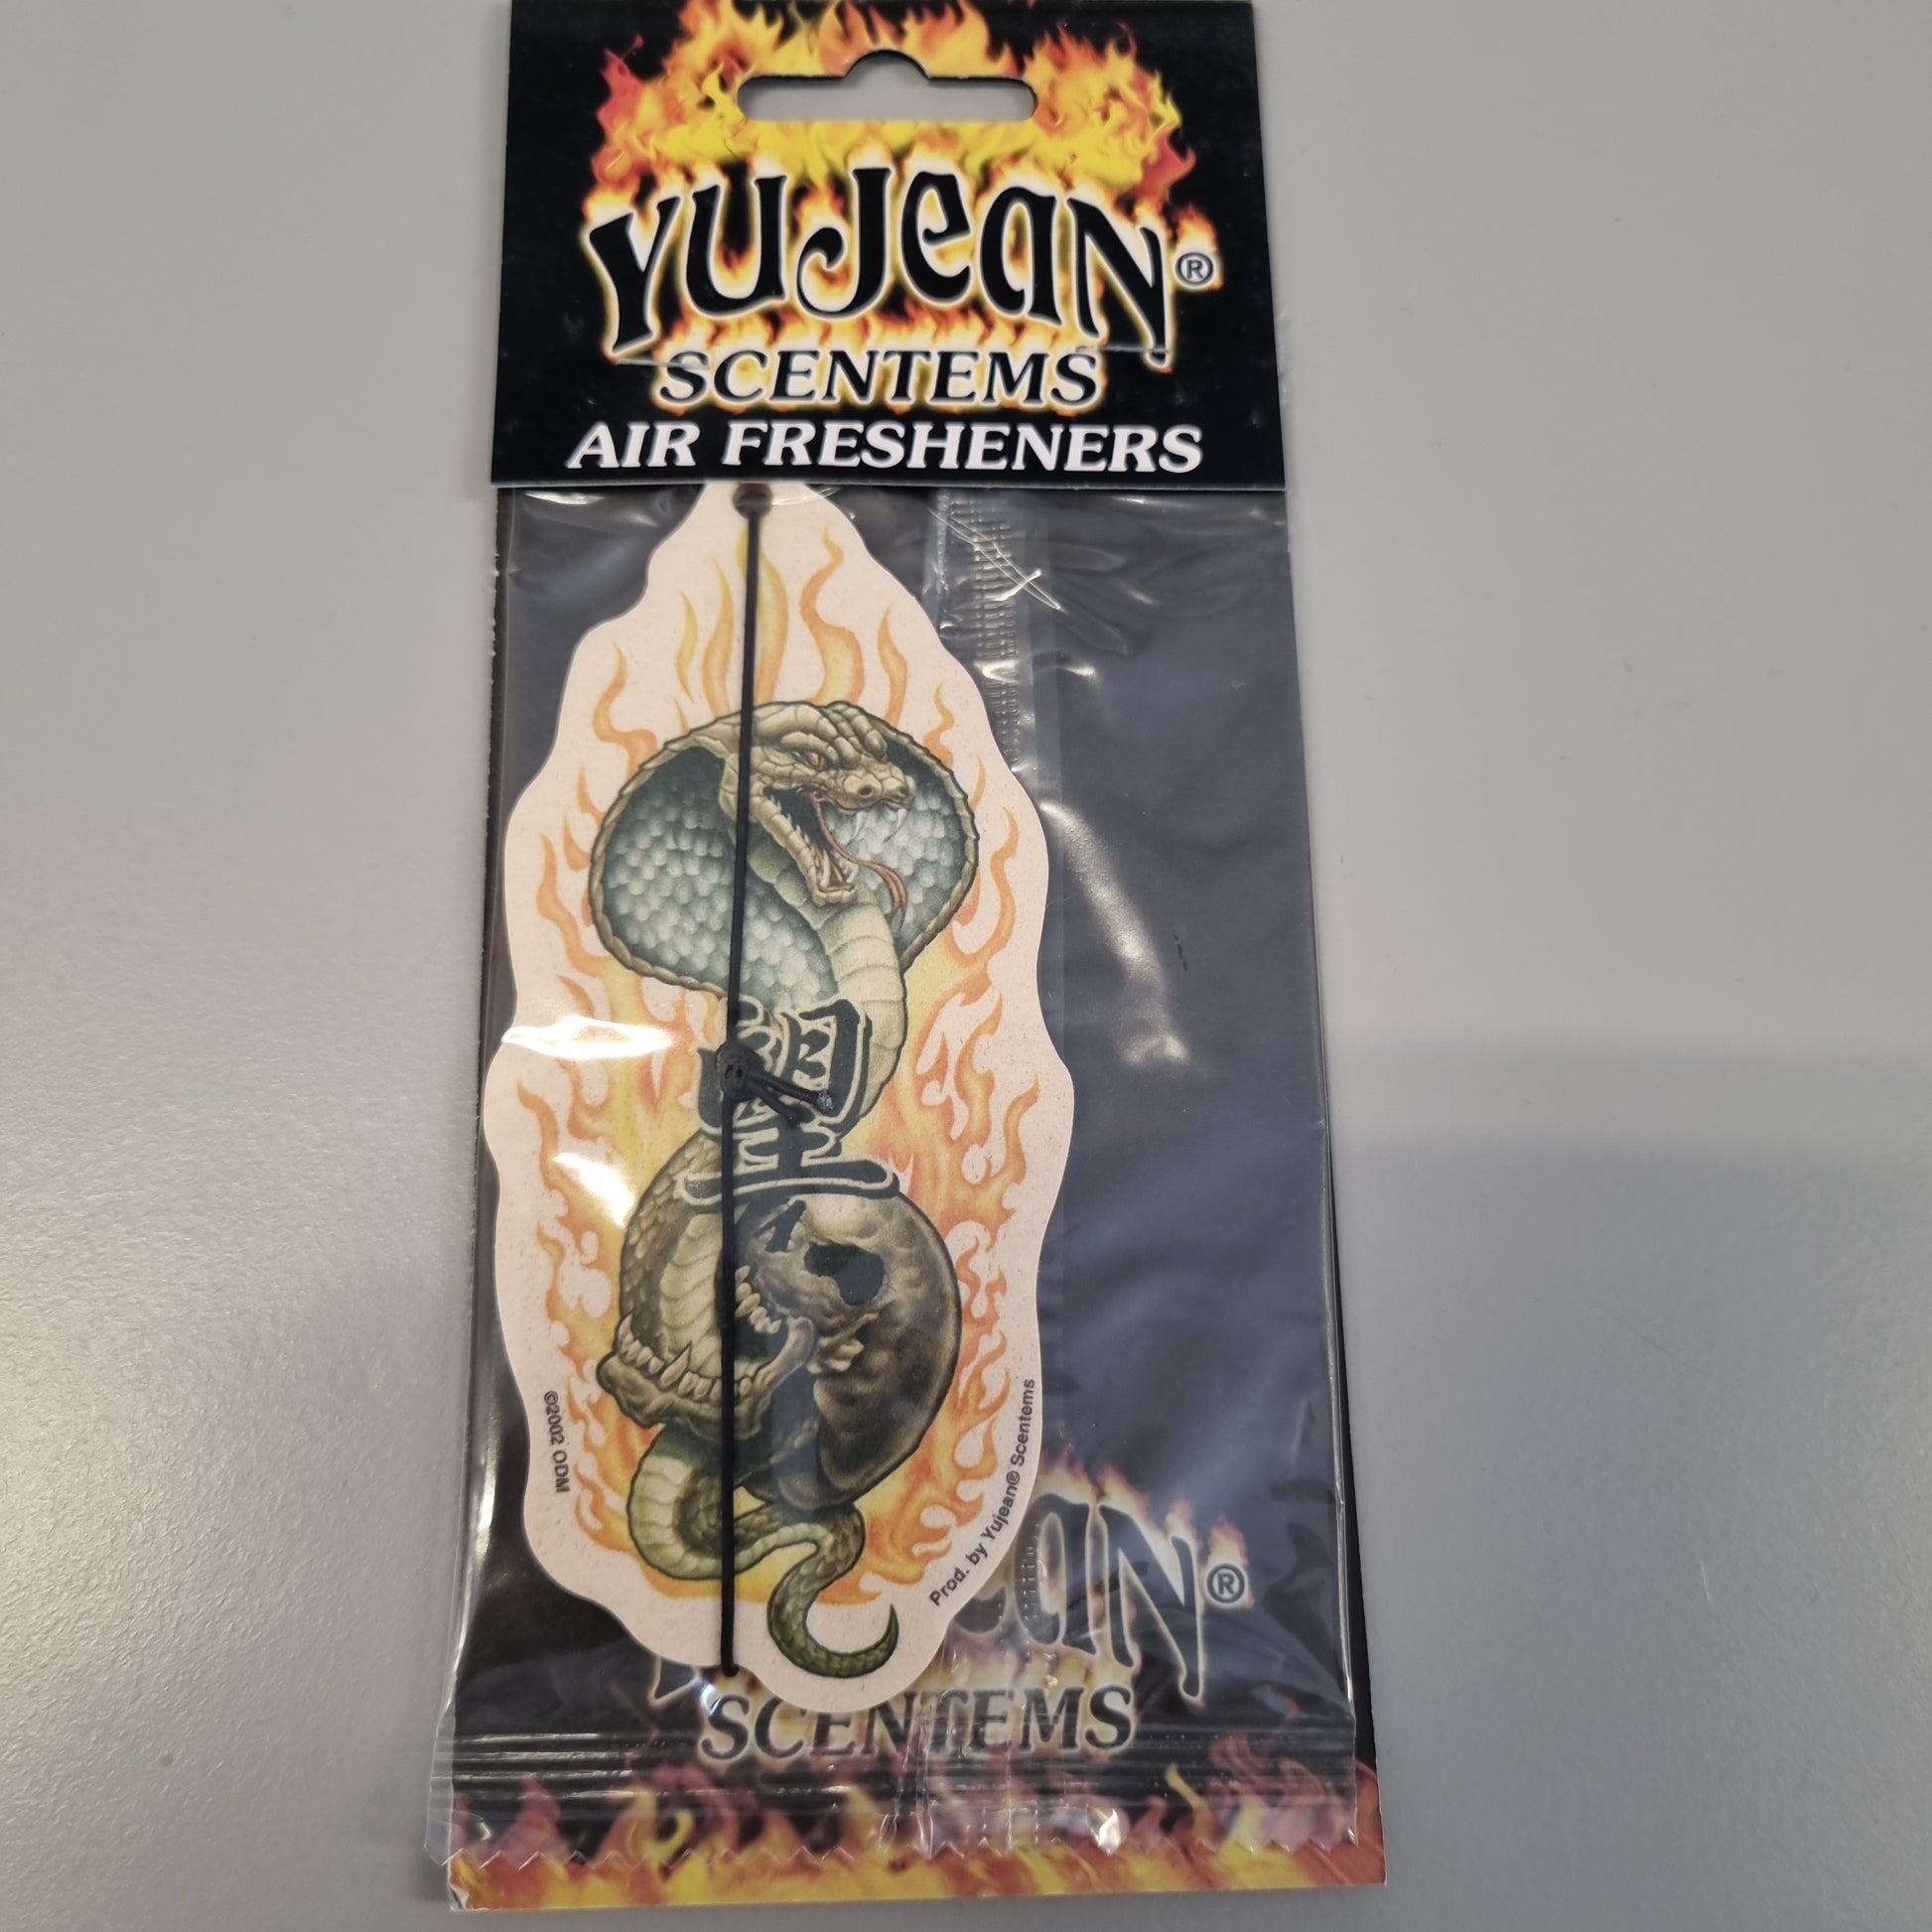 YUJEAN®
SCENTEMS
AIR FRESHENERS
©2002 ODM
Prod. by Yujean® Scentems
SCENTEMS